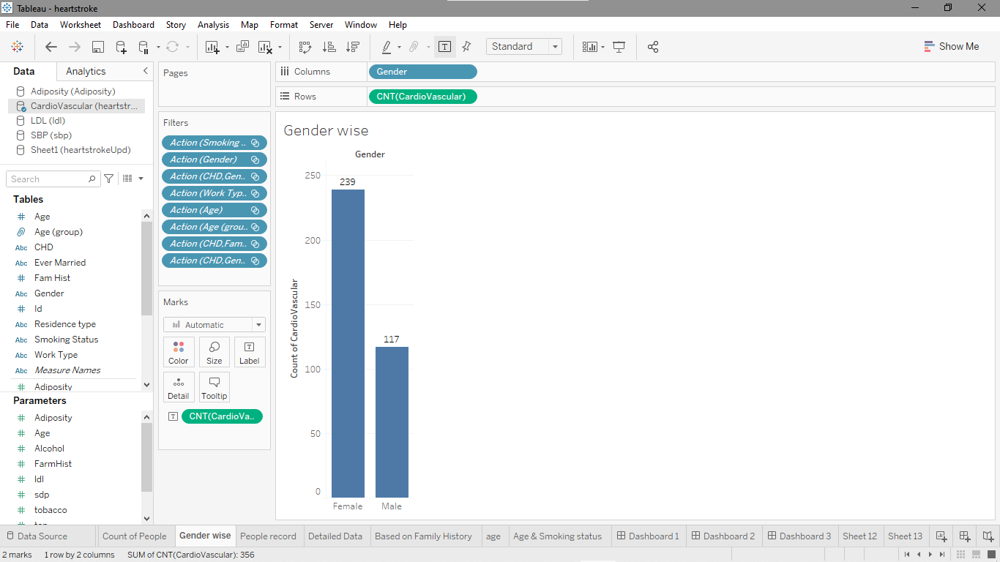 Tableau - heartstroke
File Data Worksheet Dashboard Story Analysis Map Format Server Window Help
Standard
Show Me
Data Analytics
Adiposity (Adiposity)
CardioVascular (heartstr...
LDL (ldl)
SBP (sbp)
Sheet1 (heartstrokeUpd)
Search
Tables
# Age
Age (group)
Abc CHD
Abc Ever Married
# Fam Hist
Abc Gender
# Id
Abc Residence type
Abc Smoking Status
Abc Work Type
Abc Measure Names
# Adiposity
Parameters
# Adiposity
# Age
# Alcohol
# FarmHist
# ldl
# sdp
# tobacco
Pages
Filters
Action (Smoking ..
Action (Gender)
Action (CHD,Gen..
Action (Work Typ..
Action (Age)
Action (Age (grou..
Action (CHD,Fam..
Action (CHD,Gen..
Marks
Automatic
Color Size Label
Detail Tooltip
CNT(CardioVa..
Columns Gender
Rows CNT(CardioVascular)
Gender wise
Gender
250
200
150
100
50
0
Count of CardioVascular
239
117
Female Male
Data Source Count of People Gender wise People record Detailed Data Based on Family History age Age & Smoking status Dashboard 1 Dashboard 2 Dashboard 3 Sheet 12 Sheet 13
2 marks 1 row by 2 columns SUM of CNT(CardioVascular): 356